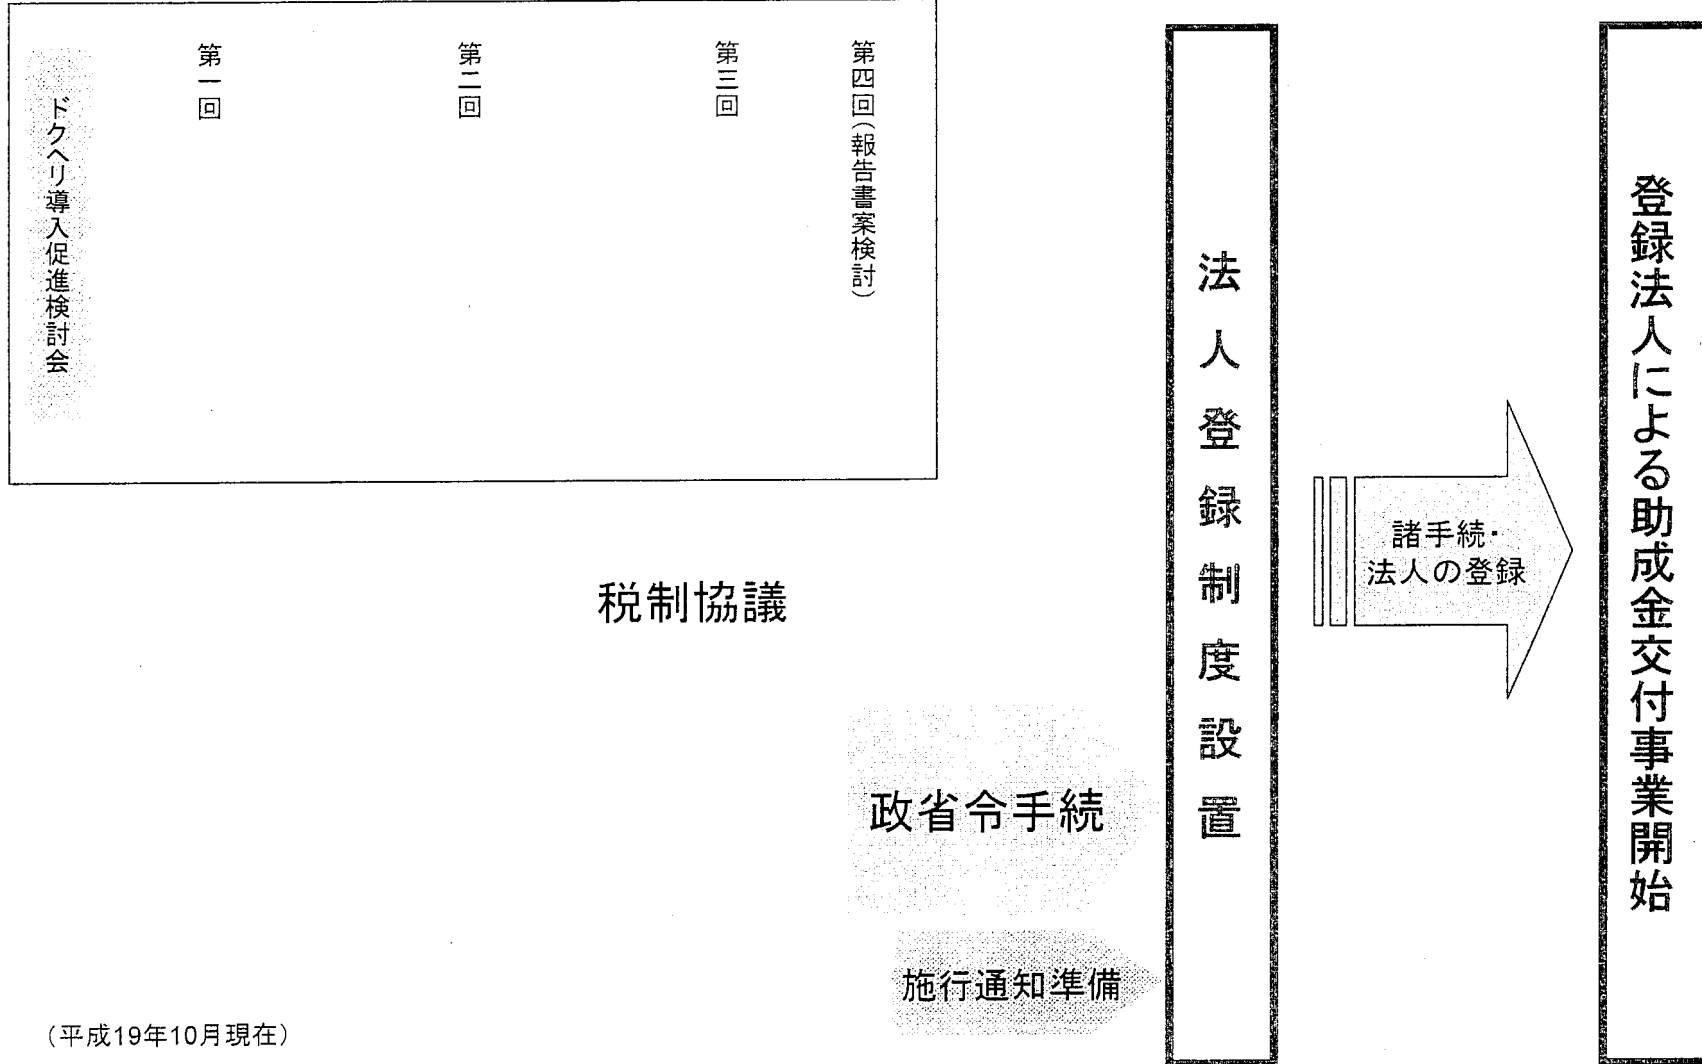 ドクヘリ導入促進検討会
第一回
第二回
第三回
第四回(報告書案検討)
税制協議
政省令手続
施行通知準備
法人登録制度設置
諸手続・
法人の登録
登録法人による助成金交付事業開始
(平成19年10月現在)